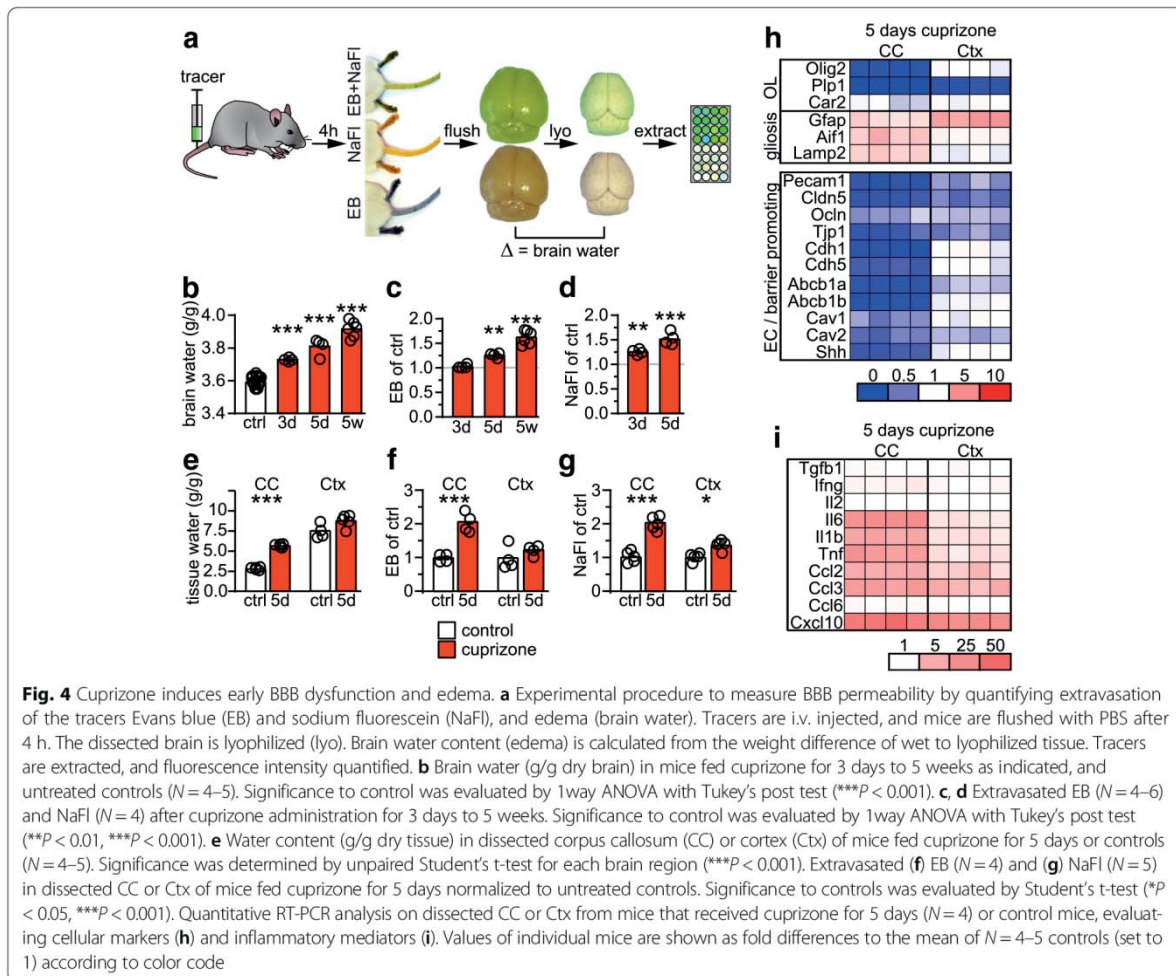 a
tracer
4h
EB+NaFl
NaFl
EB
flush
lyo
extract
Δ = brain water
b
brain water (g/g)
4.0
3.8
3.6
3.4
***
***
***
ctrl 3d 5d 5w
c
EB of ctrl
2.0
1.5
1.0
0.5
0.0
**
***
3d 5d 5w
d
NaFl of ctrl
2.0
1.5
1.0
0.5
0.0
**
***
3d 5d
e
tissue water (g/g)
CC Ctx
***
10
7.5
5.0
2.5
0.0
ctrl 5d ctrl 5d
f
EB of ctrl
CC Ctx
***
3
2
1
0
ctrl 5d ctrl 5d
g
NaFl of ctrl
CC Ctx
***
*
3
2
1
0
ctrl 5d ctrl 5d
control
cuprizone
h
5 days cuprizone
CC Ctx
OL
Olig2
Plp1
Car2
gliosis
Gfap
Aif1
Lamp2
EC / barrier promoting
Pecam1
Cldn5
Ocln
Tjp1
Cdh1
Cdh5
Abcb1a
Abcb1b
Cav1
Cav2
Shh
0 0.5 1 5 10
i
5 days cuprizone
CC Ctx
Tgfb1
Ifng
Il2
Il6
Il1b
Tnf
Ccl2
Ccl3
Ccl6
Cxcl10
1 5 25 50
Fig. 4 Cuprizone induces early BBB dysfunction and edema. a Experimental procedure to measure BBB permeability by quantifying extravasation
of the tracers Evans blue (EB) and sodium fluorescein (NaFl), and edema (brain water). Tracers are i.v. injected, and mice are flushed with PBS after
4 h. The dissected brain is lyophilized (lyo). Brain water content (edema) is calculated from the weight difference of wet to lyophilized tissue. Tracers
are extracted, and fluorescence intensity quantified. b Brain water (g/g dry brain) in mice fed cuprizone for 3 days to 5 weeks as indicated, and
untreated controls (N = 4–5). Significance to control was evaluated by 1way ANOVA with Tukey's post test (***P < 0.001). c, d Extravasated EB (N = 4–6)
and NaFl (N = 4) after cuprizone administration for 3 days to 5 weeks. Significance to control was evaluated by 1way ANOVA with Tukey's post test
(**P < 0.01, ***P < 0.001). e Water content (g/g dry tissue) in dissected corpus callosum (CC) or cortex (Ctx) of mice fed cuprizone for 5 days or controls
(N = 4–5). Significance was determined by unpaired Student's t-test for each brain region (***P < 0.001). Extravasated (f) EB (N = 4) and (g) NaFl (N = 5)
in dissected CC or Ctx of mice fed cuprizone for 5 days normalized to untreated controls. Significance to controls was evaluated by Student's t-test (*P
< 0.05, ***P < 0.001). Quantitative RT-PCR analysis on dissected CC or Ctx from mice that received cuprizone for 5 days (N = 4) or control mice, evaluat-
ing cellular markers (h) and inflammatory mediators (i). Values of individual mice are shown as fold differences to the mean of N = 4–5 controls (set to
1) according to color code